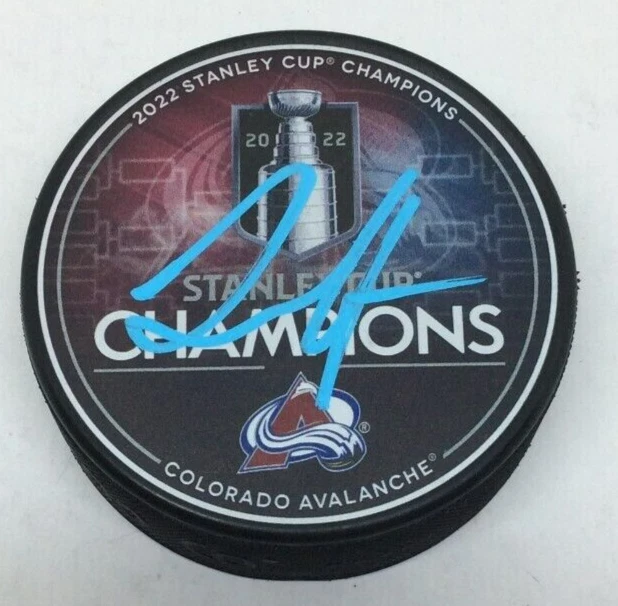 2022 STANLEY CUP® CHAMPIONS
20 22
STANLEY CUP®
CHAMPIONS
®
COLORADO AVALANCHE®